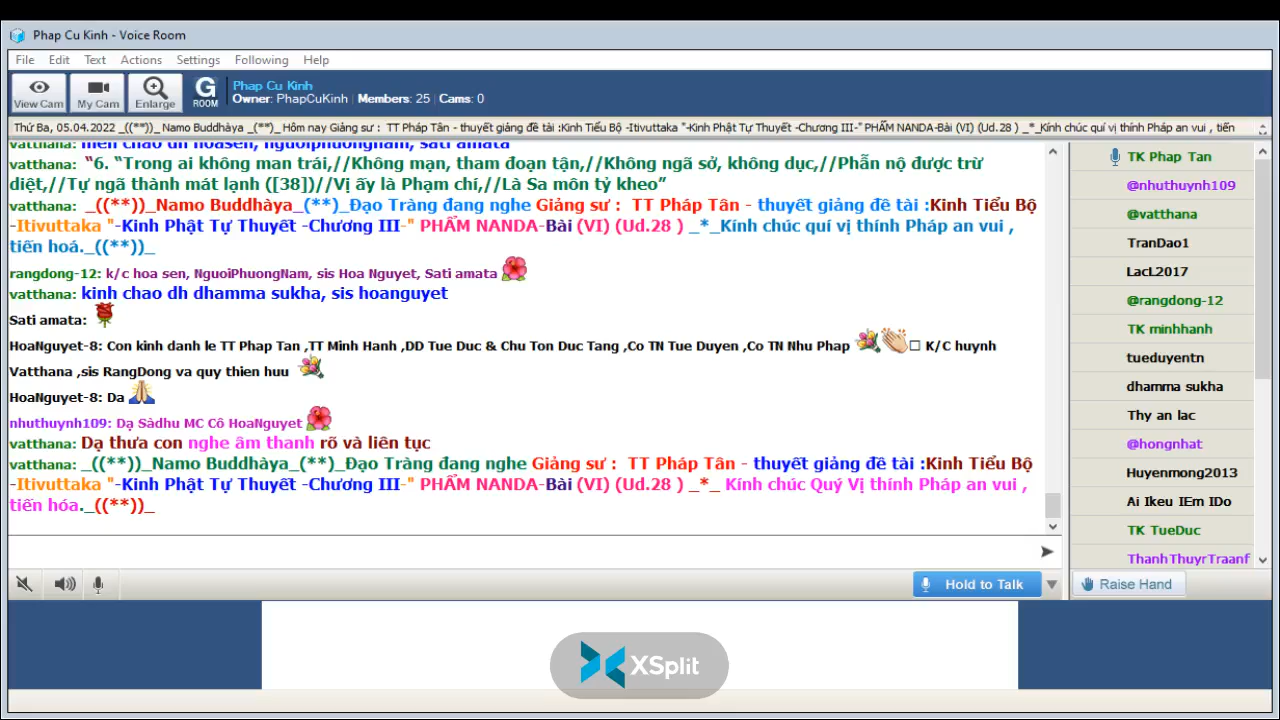 Phap Cu Kinh - Voice Room
File Edit Text Actions Settings Following Help
View Cam My Cam Enlarge G ROOM
Phap Cu Kinh
Owner: PhapCuKinh | Members: 25 | Cams: 0
Thứ Ba, 05.04.2022 _((**))_ Namo Buddhàya _(**)_ Hôm nay Giảng sư : TT Pháp Tân - thuyết giảng đề tài :Kinh Tiểu Bộ -Itivuttaka "-Kinh Phật Tự Thuyết -Chương III-" PHẨM NANDA-Bài (VI) (Ud.28 ) _*_Kính chúc quí vị thính Pháp an vui , tiến
vatthana: men chao dh hoasen, nguoiphuongnam, sati amata
vatthana: “6. “Trong ai không man trái,//Không mạn, tham đoạn tận,//Không ngã sở, không dục,//Phẫn nộ được trừ
diệt,//Tự ngã thành mát lạnh ([38])//Vị ấy là Phạm chí,//Là Sa môn tỷ kheo”
vatthana: _((**))_Namo Buddhàya_(**)_Đạo Tràng đang nghe Giảng sư : TT Pháp Tân - thuyết giảng đề tài :Kinh Tiểu Bộ
-Itivuttaka "-Kinh Phật Tự Thuyết -Chương III-" PHẨM NANDA-Bài (VI) (Ud.28 ) _*_Kính chúc quí vị thính Pháp an vui ,
tiến hoá._((**))_
rangdong-12: k/c hoa sen, NguoiPhuongNam, sis Hoa Nguyet, Sati amata
vatthana: kinh chao dh dhamma sukha, sis hoanguyet
Sati amata:
HoaNguyet-8: Con kinh danh le TT Phap Tan ,TT Minh Hanh ,DD Tue Duc & Chu Ton Duc Tang ,Co TN Tue Duyen ,Co TN Nhu Phap □ K/C huynh
Vatthana ,sis RangDong va quy thien huu
HoaNguyet-8: Da
nhuthuynh109: Dạ Sàdhu MC Cô HoaNguyet
vatthana: Dạ thưa con nghe âm thanh rõ và liên tục
vatthana: _((**))_Namo Buddhàya_(**)_Đạo Tràng đang nghe Giảng sư : TT Pháp Tân - thuyết giảng đề tài :Kinh Tiểu Bộ
-Itivuttaka "-Kinh Phật Tự Thuyết -Chương III-" PHẨM NANDA-Bài (VI) (Ud.28 ) _*_ Kính chúc Quý Vị thính Pháp an vui ,
tiến hóa._((**))_
TK Phap Tan
@nhuthuynh109
@vatthana
TranDao1
LacL2017
@rangdong-12
TK minhhanh
tueduyentn
dhamma sukha
Thy an lac
@hongnhat
Huyenmong2013
Ai Ikeu IEm IDo
TK TueDuc
ThanhThuyrTraanf
Hold to Talk
Raise Hand
XSplit